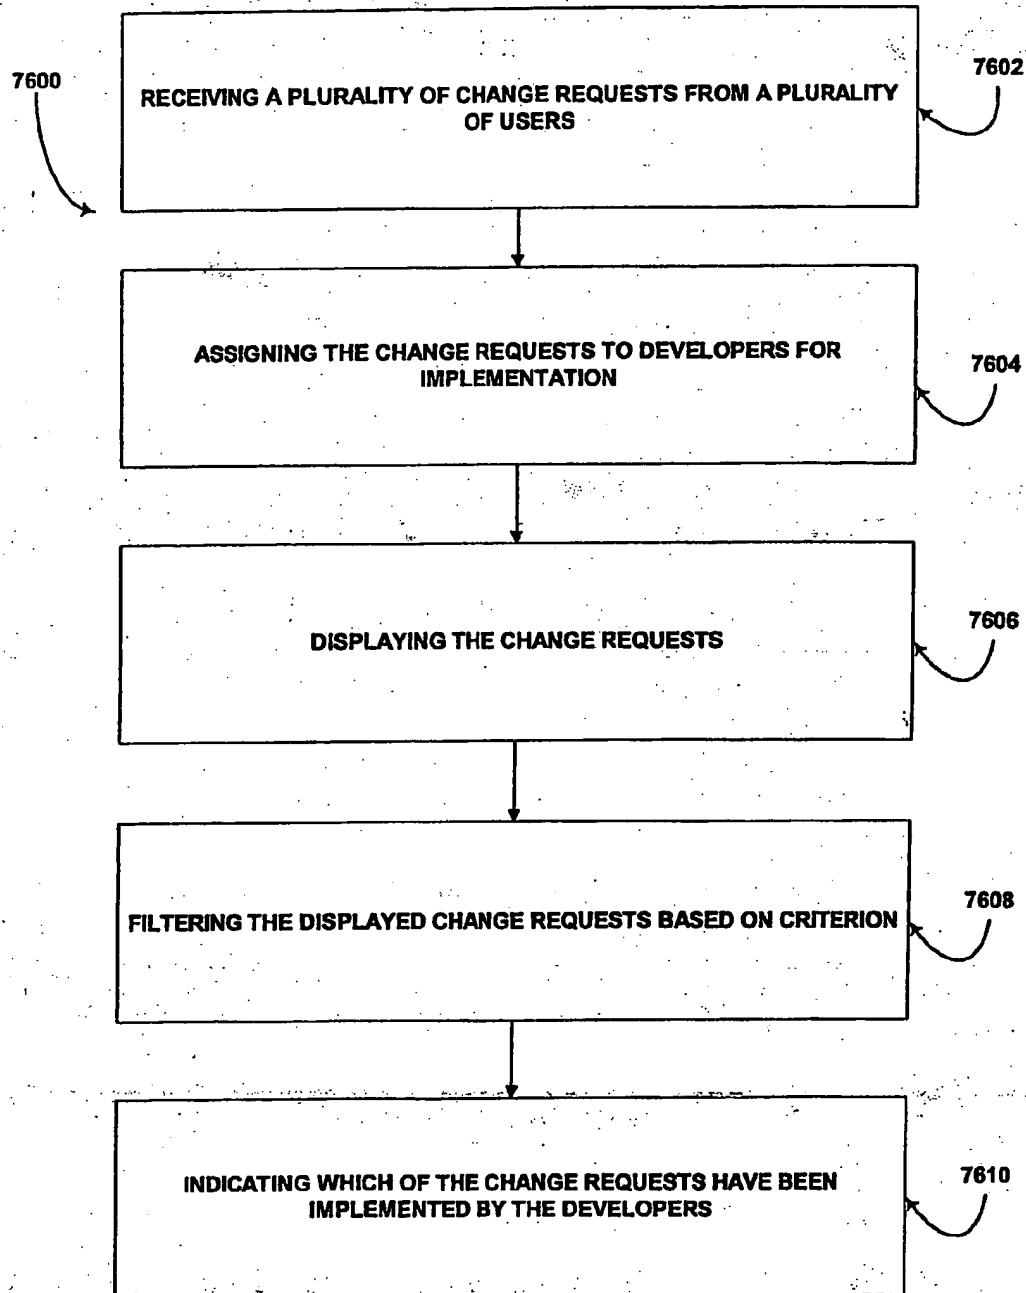 7600
7602
RECEIVING A PLURALITY OF CHANGE REQUESTS FROM A PLURALITY
OF USERS
ASSIGNING THE CHANGE REQUESTS TO DEVELOPERS FOR
IMPLEMENTATION
7604
DISPLAYING THE CHANGE REQUESTS
7606
FILTERING THE DISPLAYED CHANGE REQUESTS BASED ON CRITERION
7608
INDICATING WHICH OF THE CHANGE REQUESTS HAVE BEEN
IMPLEMENTED BY THE DEVELOPERS
7610